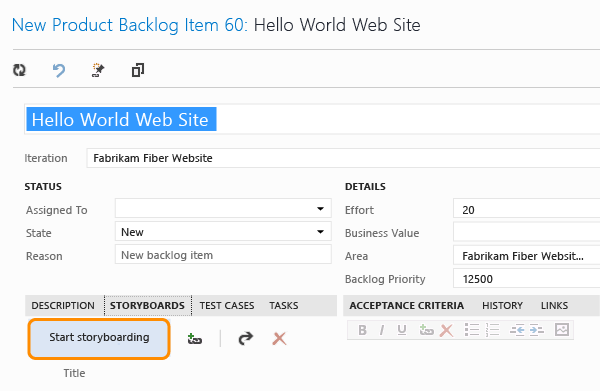 New Product Backlog Item 60: Hello World Web Site
Hello World Web Site
Iteration Fabrikam Fiber Website
STATUS DETAILS
Assigned To Effort 20
State New Business Value
Reason New backlog item Area Fabrikam Fiber Websit...
Backlog Priority 12500
DESCRIPTION STORYBOARDS TEST CASES TASKS ACCEPTANCE CRITERIA HISTORY LINKS
Start storyboarding B I U
Title